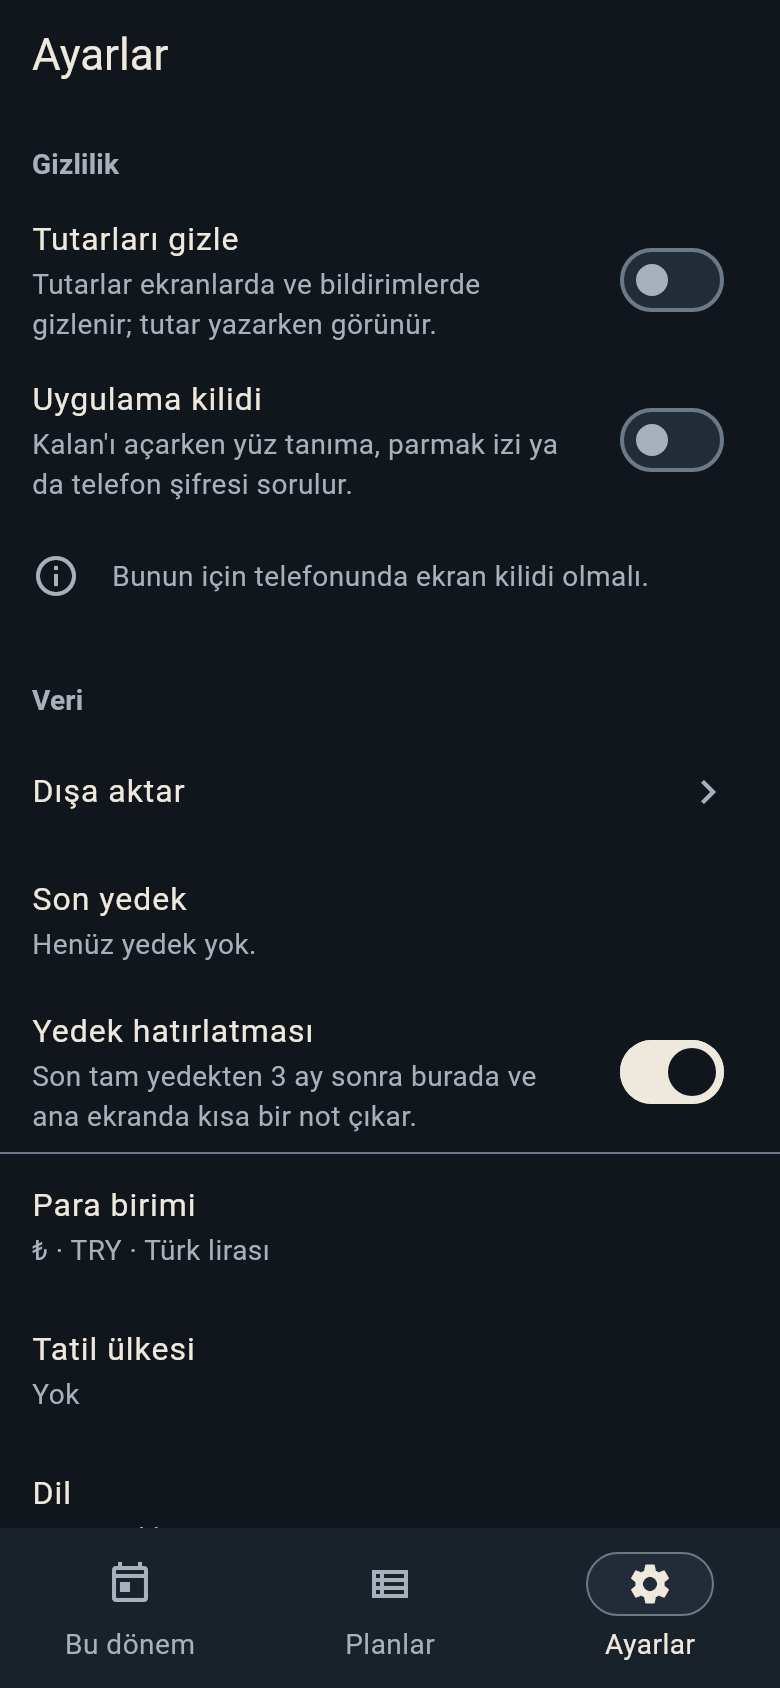 Ayarlar
Gizlilik
Tutarları gizle
Tutarlar ekranlarda ve bildirimlerde
gizlenir; tutar yazarken görünür.
Uygulama kilidi
Kalan'ı açarken yüz tanıma, parmak izi ya
da telefon şifresi sorulur.
Bunun için telefonunda ekran kilidi olmalı.
Veri
Dışa aktar
Son yedek
Henüz yedek yok.
Yedek hatırlatması
Son tam yedekten 3 ay sonra burada ve
ana ekranda kısa bir not çıkar.
Para birimi
₺ · TRY · Türk lirası
Tatil ülkesi
Yok
Dil
Bu dönem
Planlar
Ayarlar